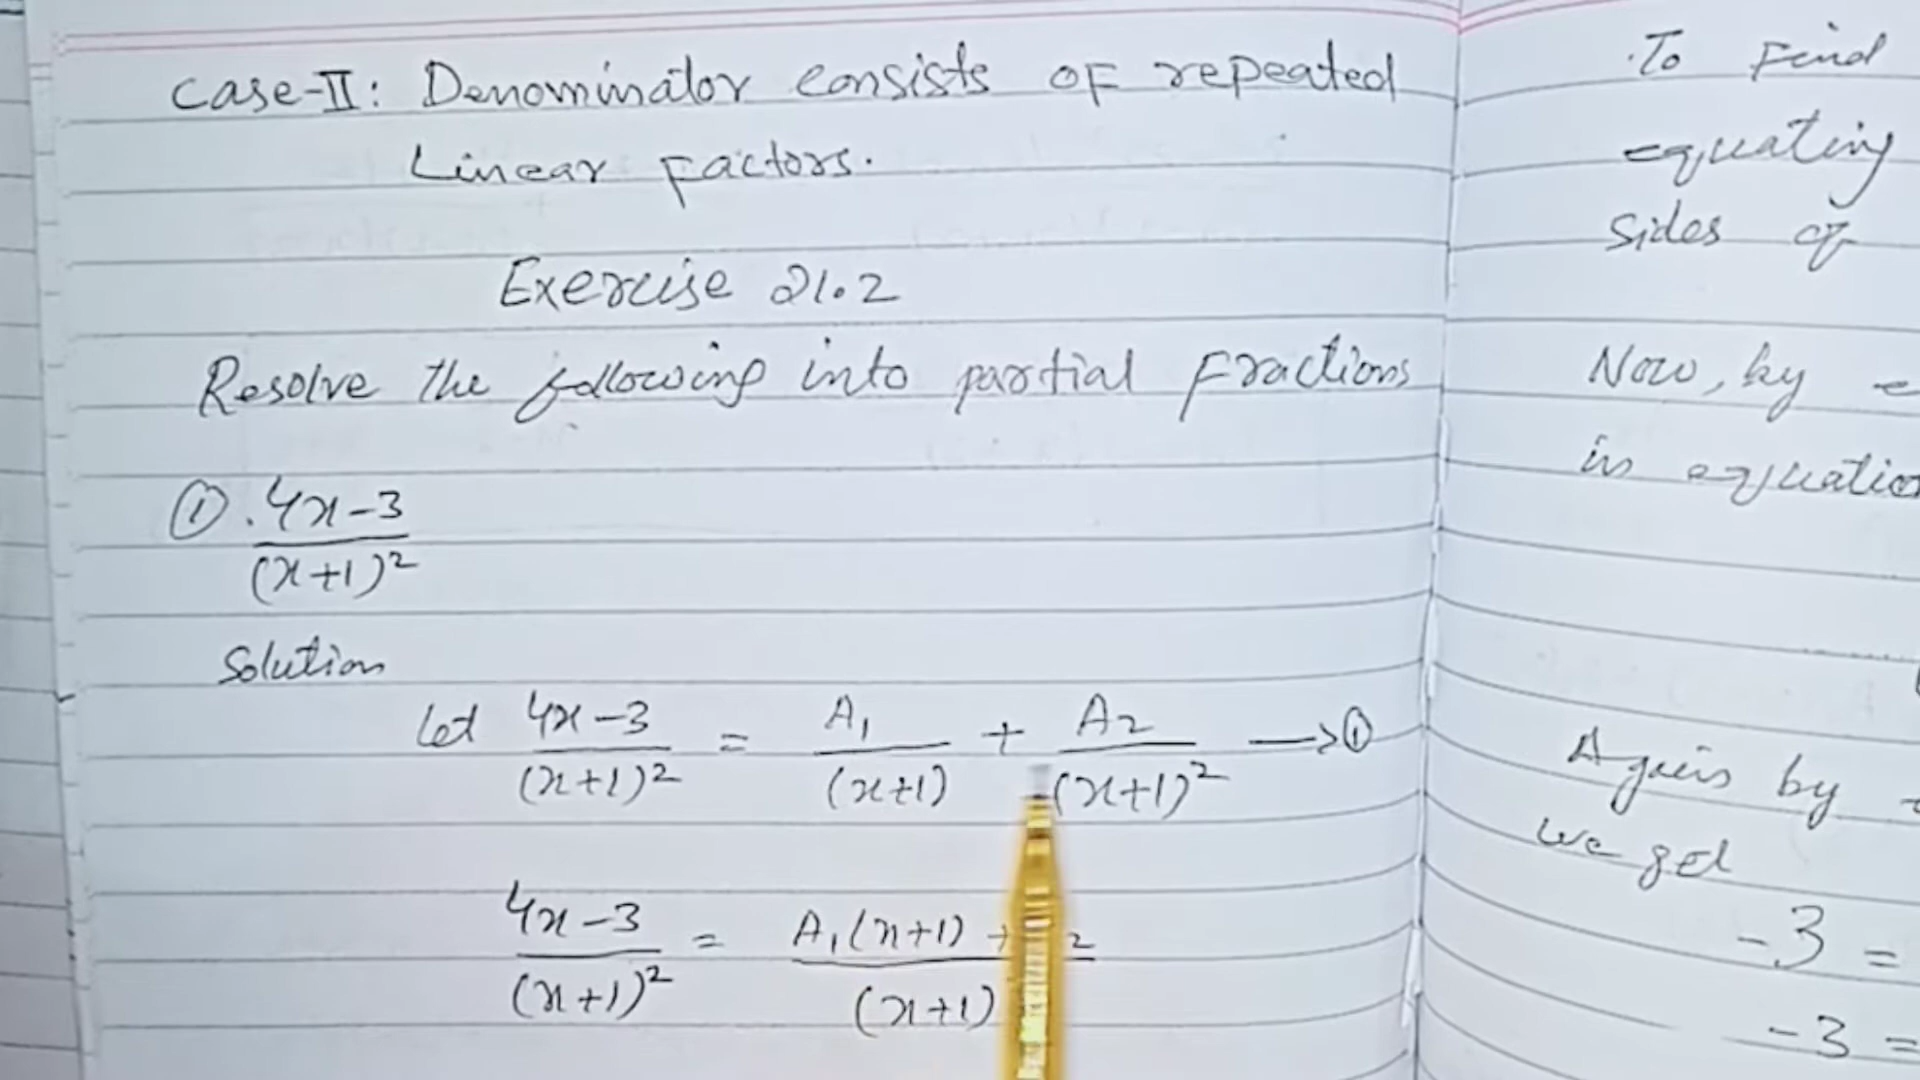 Case-II: Denominator consists of repeated
Linear Factors.
Exercise 21.2
Resolve the following into partial Fractions
① . 4x-3
(x+1)²
Solution
Let 4x-3 = A₁ + A₂ →①
(x+1)² (x+1) (x+1)²
4x-3 = A₁(x+1) + 2
(x+1)² (x+1)
To Find
equating
Sides of
Now, by
in equation
Again by
we get
-3 =
-3 =